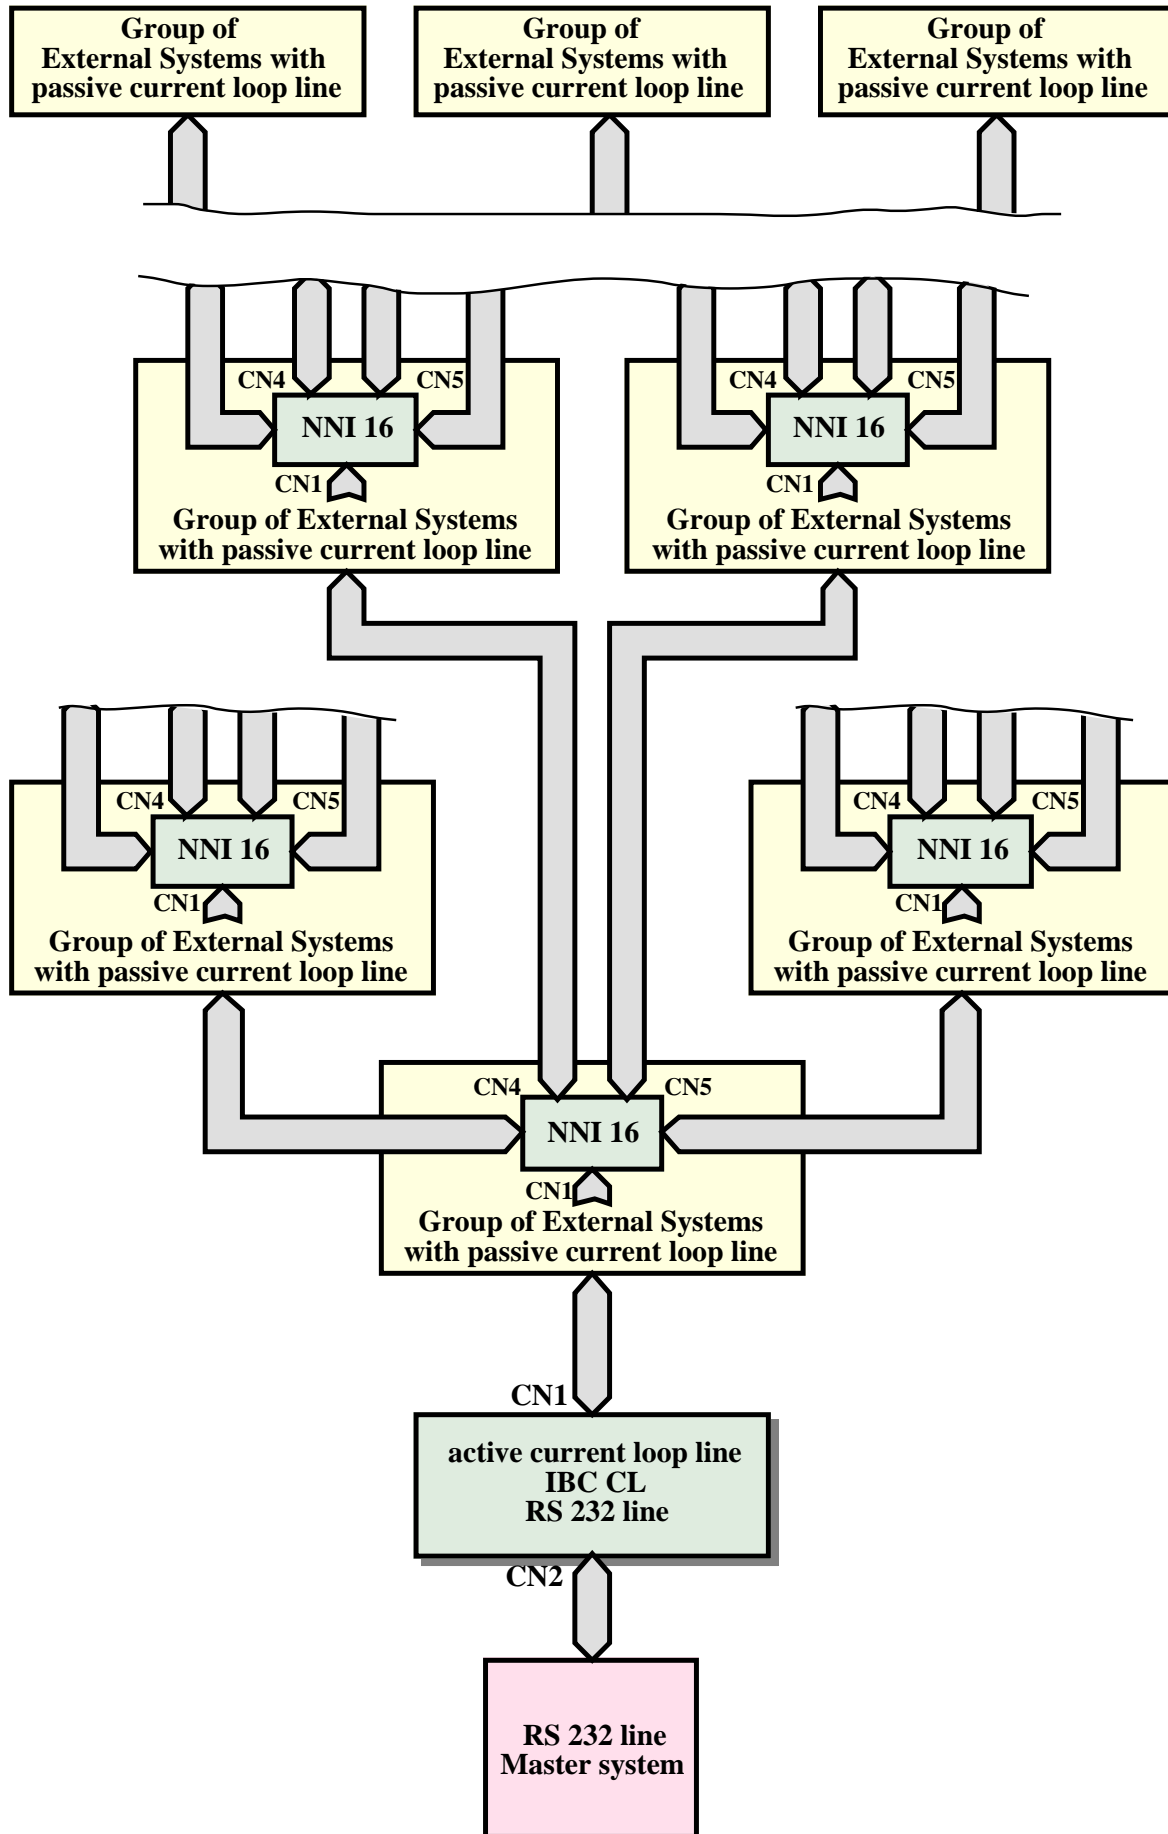 Group of
External Systems with
passive current loop line
Group of
External Systems with
passive current loop line
Group of
External Systems with
passive current loop line
CN4
CN5
NNI 16
CN1
Group of External Systems
with passive current loop line
CN4
CN5
NNI 16
CN1
Group of External Systems
with passive current loop line
CN4
CN5
NNI 16
CN1
Group of External Systems
with passive current loop line
CN4
CN5
NNI 16
CN1
Group of External Systems
with passive current loop line
CN4
CN5
NNI 16
CN1
Group of External Systems
with passive current loop line
CN1
active current loop line
IBC CL
RS 232 line
CN2
RS 232 line
Master system